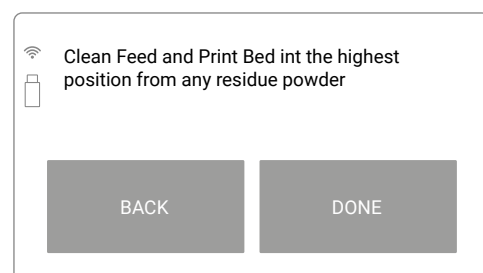 Clean Feed and Print Bed int the highest
position from any residue powder
BACK
DONE